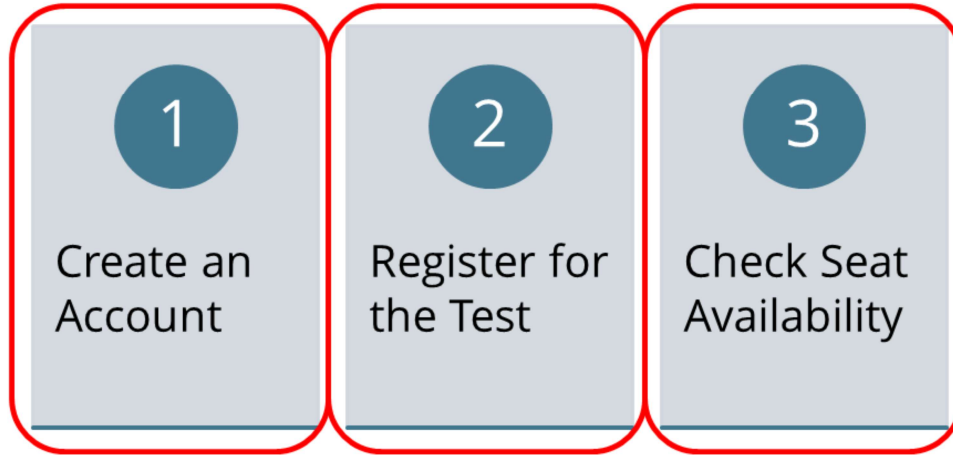 1
Create an
Account
2
Register for
the Test
3
Check Seat
Availability